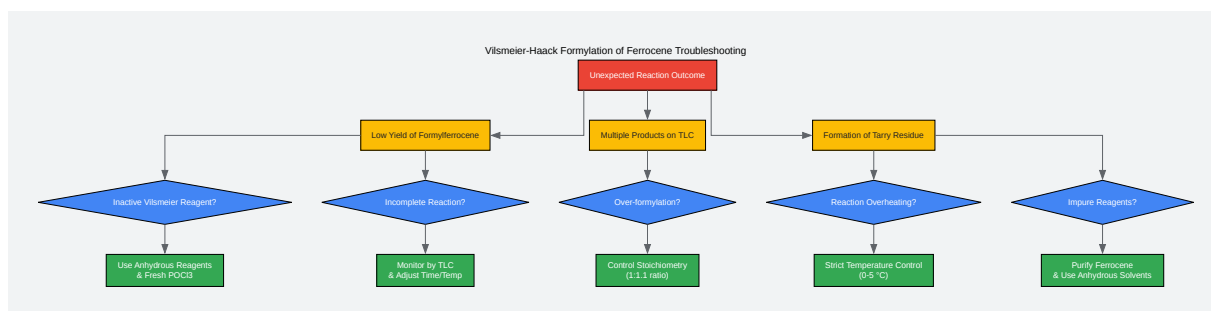 Vilsmeier-Haack Formylation of Ferrocene Troubleshooting
Unexpected Reaction Outcome
Low Yield of Formylferrocene
Multiple Products on TLC
Formation of Tarry Residue
Inactive Vilsmeier Reagent?
Incomplete Reaction?
Over-formylation?
Reaction Overheating?
Impure Reagents?
Use Anhydrous Reagents
& Fresh POCl3
Monitor by TLC
& Adjust Time/Temp
Control Stoichiometry
(1:1.1 ratio)
Strict Temperature Control
(0-5 °C)
Purify Ferrocene
& Use Anhydrous Solvents